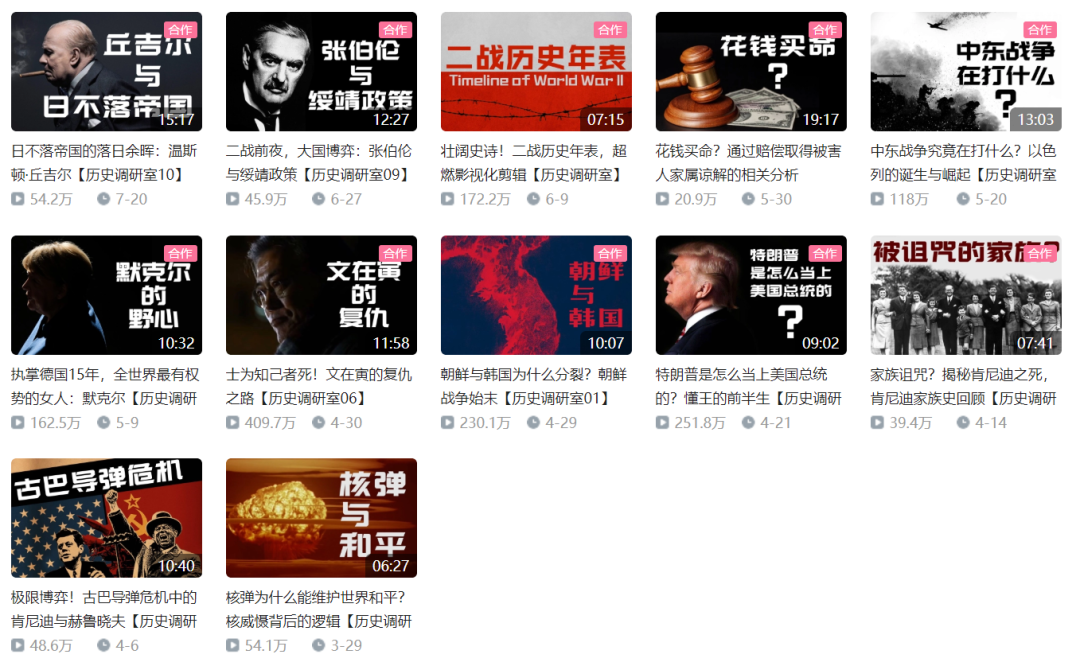 合作
丘吉尔
与
日不落帝国
15:17
日不落帝国的落日余晖：温斯
顿·丘吉尔【历史调研室10】
54.2万 7-20
合作
张伯伦
与
绥靖政策
12:27
二战前夜，大国博弈：张伯伦
与绥靖政策【历史调研室09】
45.9万 6-27
合作
二战历史年表
Timeline of World War II
07:15
壮阔史诗！二战历史年表，超
燃影视化剪辑【历史调研室】
172.2万 6-9
合作
花钱买命
?
19:17
花钱买命？通过赔偿取得被害
人家属谅解的相关分析
20.9万 5-30
合作
中东战争
在打什么
?
13:03
中东战争究竟在打什么？以色
列的诞生与崛起【历史调研室
118万 5-20
合作
默克尔
的
野心
10:32
执掌德国15年，全世界最有权
势的女人：默克尔【历史调研
162.5万 5-9
合作
文在寅
的
复仇
11:58
士为知己者死！文在寅的复仇
之路【历史调研室06】
409.7万 4-30
合作
朝鲜
与
韩国
10:07
朝鲜与韩国为什么分裂？朝鲜
战争始末【历史调研室01】
230.1万 4-29
合作
特朗普
是怎么当上
美国总统的
?
09:02
特朗普是怎么当上美国总统
的？懂王的前半生【历史调研
251.8万 4-21
合作
被诅咒的家族?
07:41
家族诅咒？揭秘肯尼迪之死，
肯尼迪家族史回顾【历史调研
39.4万 4-14
古巴导弹危机
10:40
极限博弈！古巴导弹危机中的
肯尼迪与赫鲁晓夫【历史调研
48.6万 4-6
核弹
与
和平
06:27
核弹为什么能维护世界和平？
核威慑背后的逻辑【历史调研
54.1万 3-29